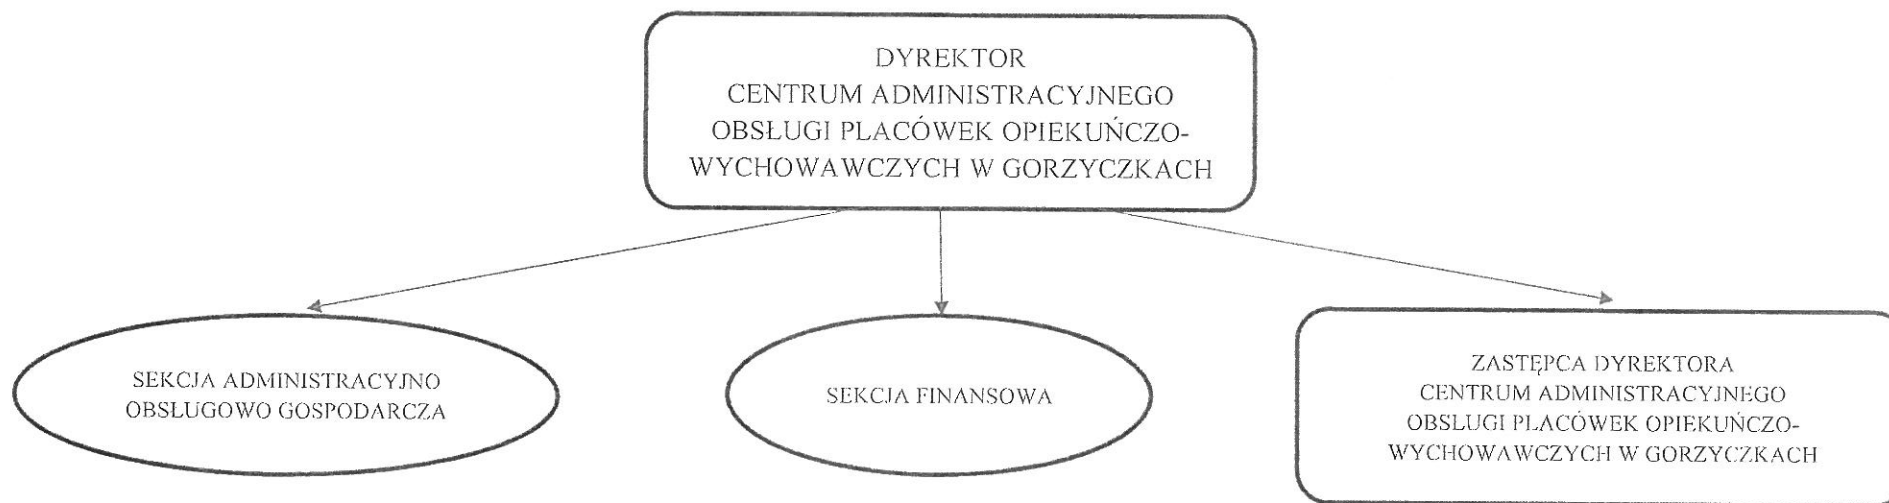 DYREKTOR
CENTRUM ADMINISTRACYJNEGO
OBSŁUGI PLACÓWEK OPIEKUŃCZO-
WYCHOWAWCZYCH W GORZYCZKACH
SEKCJA ADMINISTRACYJNO
OBSŁUGOWO GOSPODARCZA
SEKCJA FINANSOWA
ZASTĘPCA DYREKTORA
CENTRUM ADMINISTRACYJNEGO
OBSŁUGI PLACÓWEK OPIEKUŃCZO-
WYCHOWAWCZYCH W GORZYCZKACH